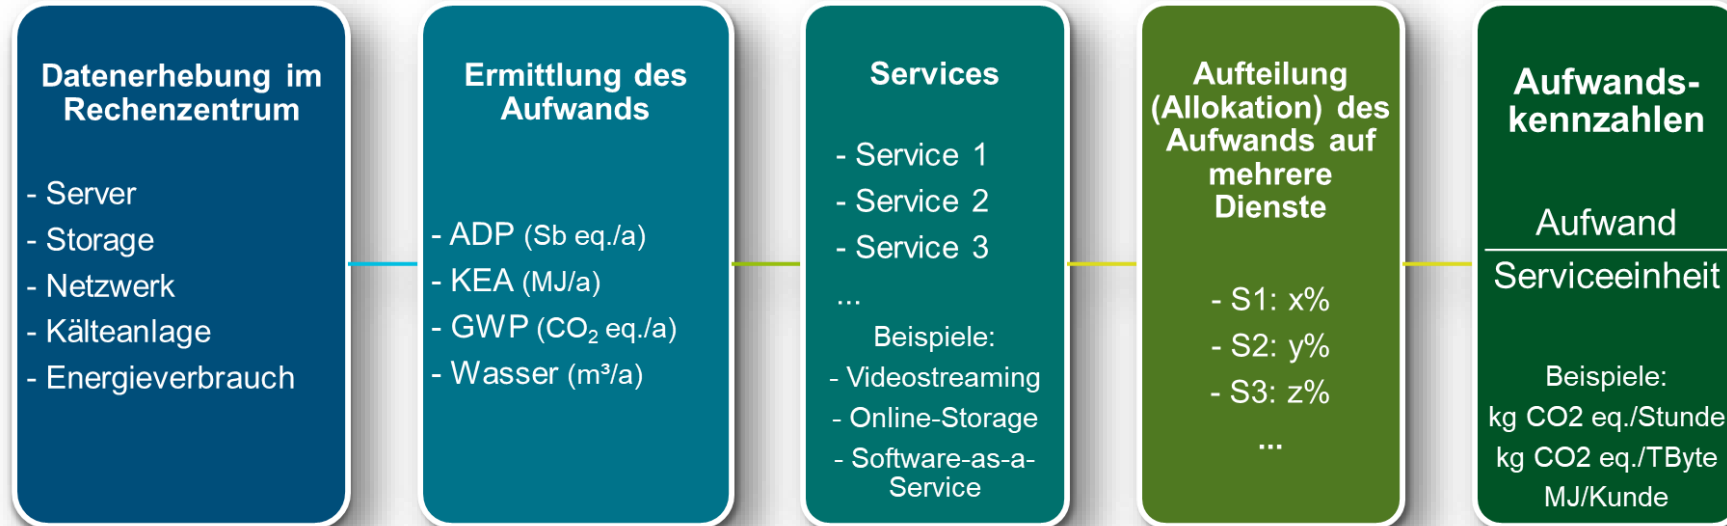 Datenerhebung im
Rechenzentrum
- Server
- Storage
- Netzwerk
- Kälteanlage
- Energieverbrauch
Ermittlung des
Aufwands
- ADP (Sb eq./a)
- KEA (MJ/a)
- GWP (CO₂ eq./a)
- Wasser (m³/a)
Services
- Service 1
- Service 2
- Service 3
...
Beispiele:
- Videostreaming
- Online-Storage
- Software-as-a-
Service
Aufteilung
(Allokation) des
Aufwands auf
mehrere
Dienste
- S1: x%
- S2: y%
- S3: z%
...
Aufwands-
kennzahlen
Aufwand
Serviceeinheit
Beispiele:
kg CO2 eq./Stunde
kg CO2 eq./TByte
MJ/Kunde